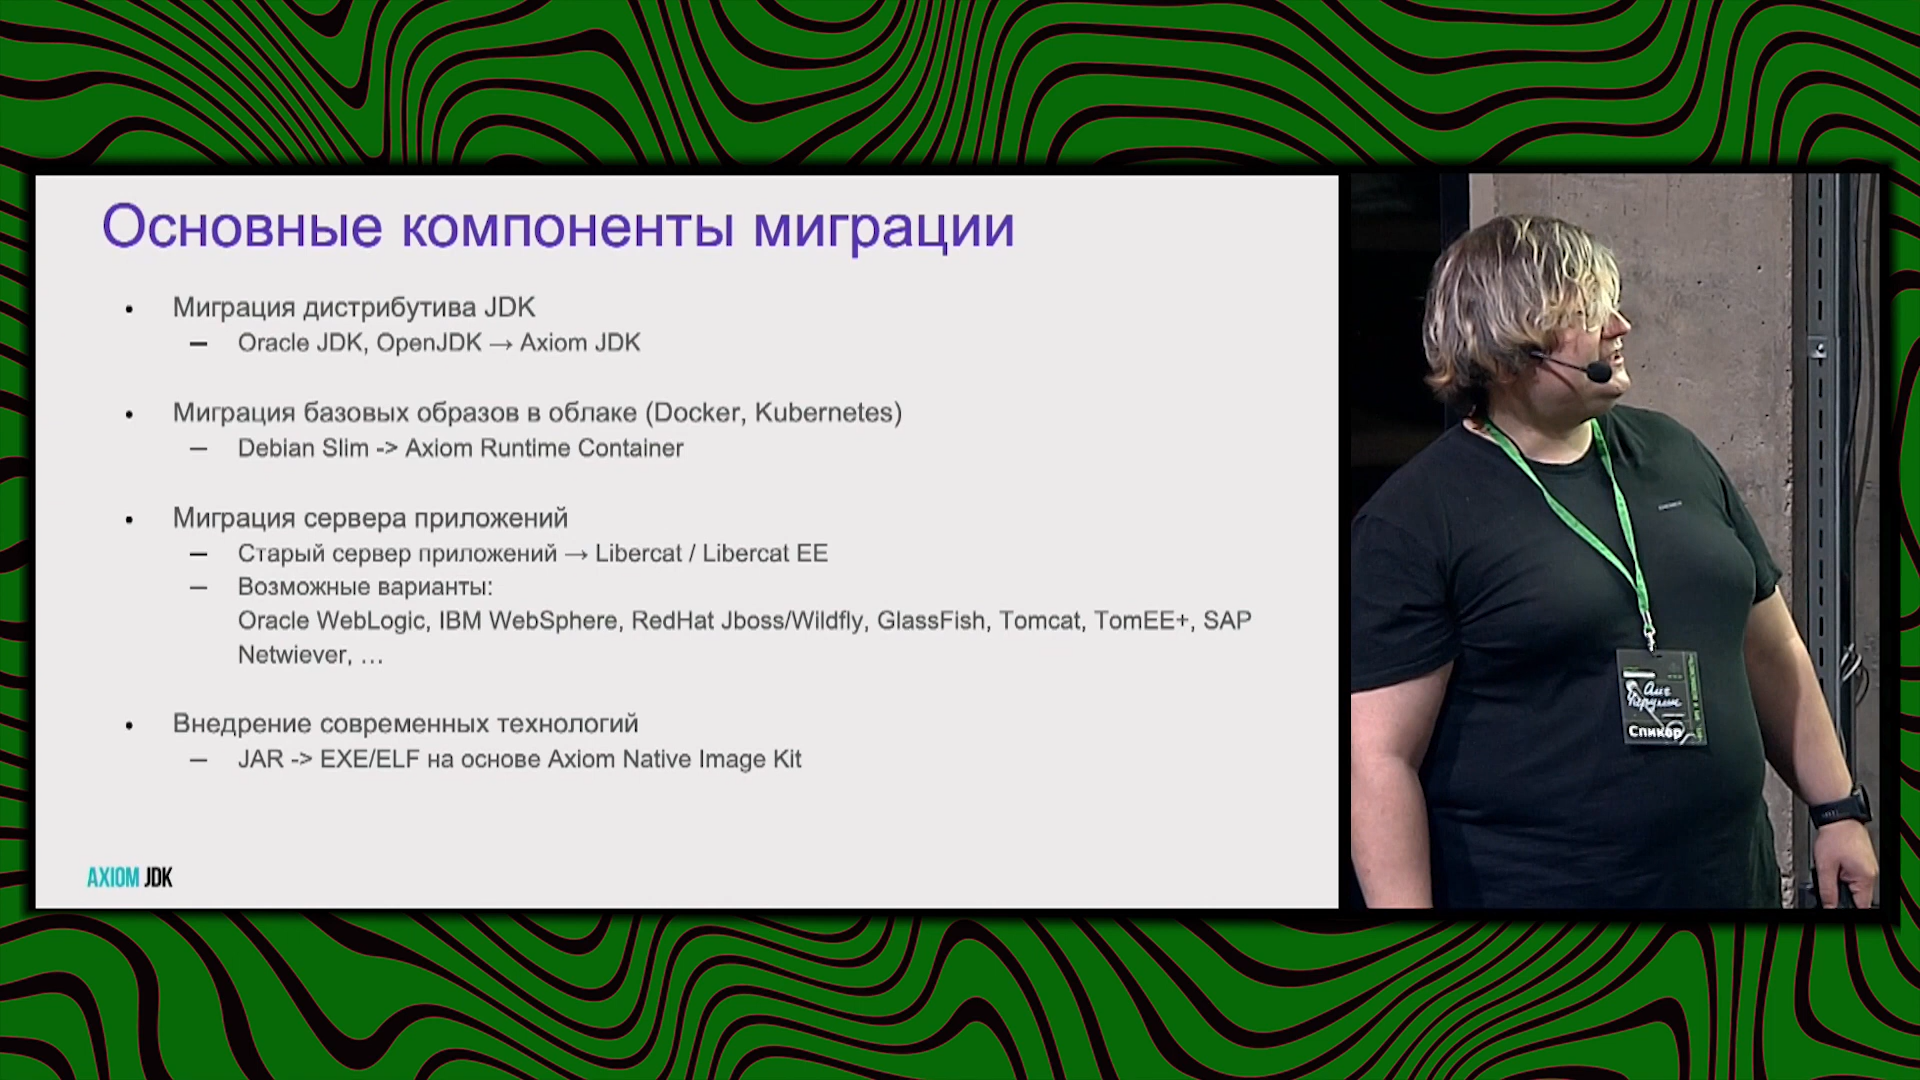 Основные компоненты миграции
• Миграция дистрибутива JDK
— Oracle JDK, OpenJDK → Axiom JDK
• Миграция базовых образов в облаке (Docker, Kubernetes)
— Debian Slim -> Axiom Runtime Container
• Миграция сервера приложений
— Старый сервер приложений → Libercat / Libercat EE
— Возможные варианты:
Oracle WebLogic, IBM WebSphere, RedHat Jboss/Wildfly, GlassFish, Tomcat, TomEE+, SAP
Netwiever, …
• Внедрение современных технологий
— JAR -> EXE/ELF на основе Axiom Native Image Kit
AXIOM JDK
Спикер